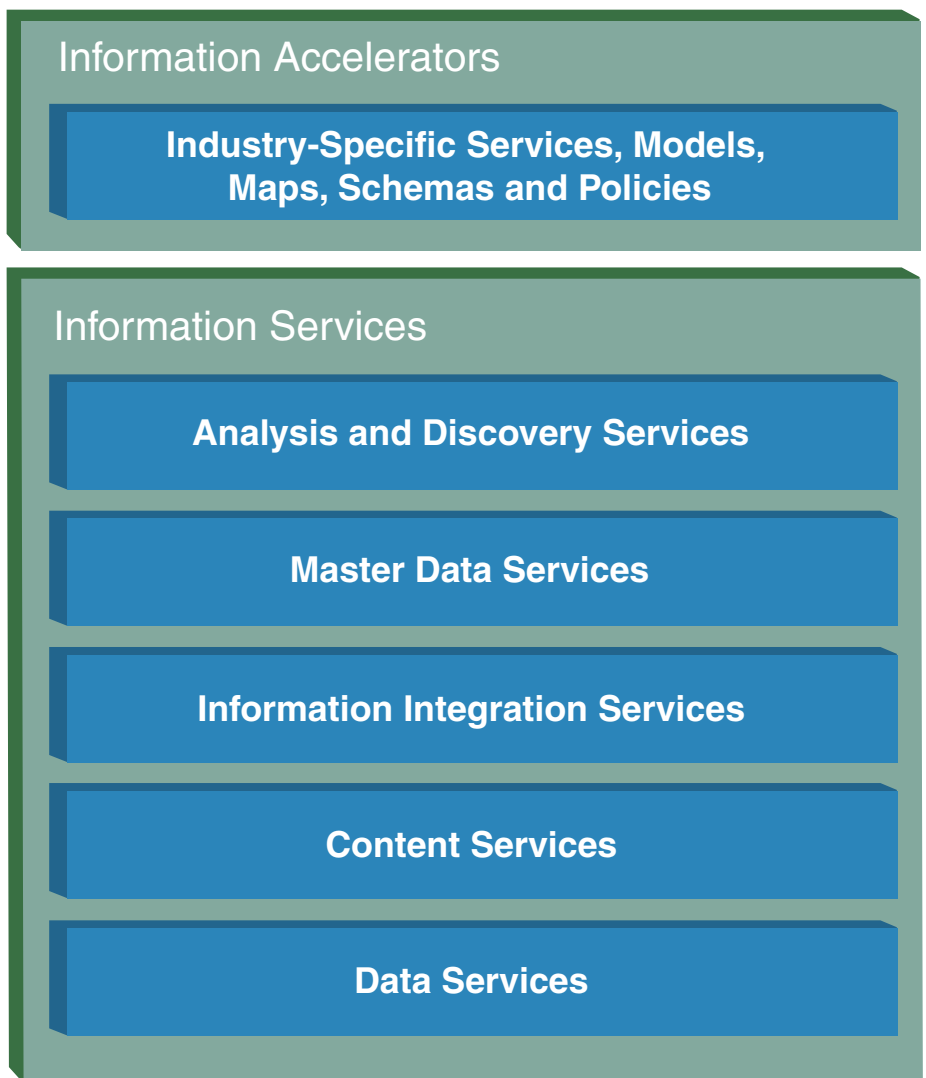 Information Accelerators
Industry-Specific Services, Models,
Maps, Schemas and Policies
Information Services
Analysis and Discovery Services
Master Data Services
Information Integration Services
Content Services
Data Services